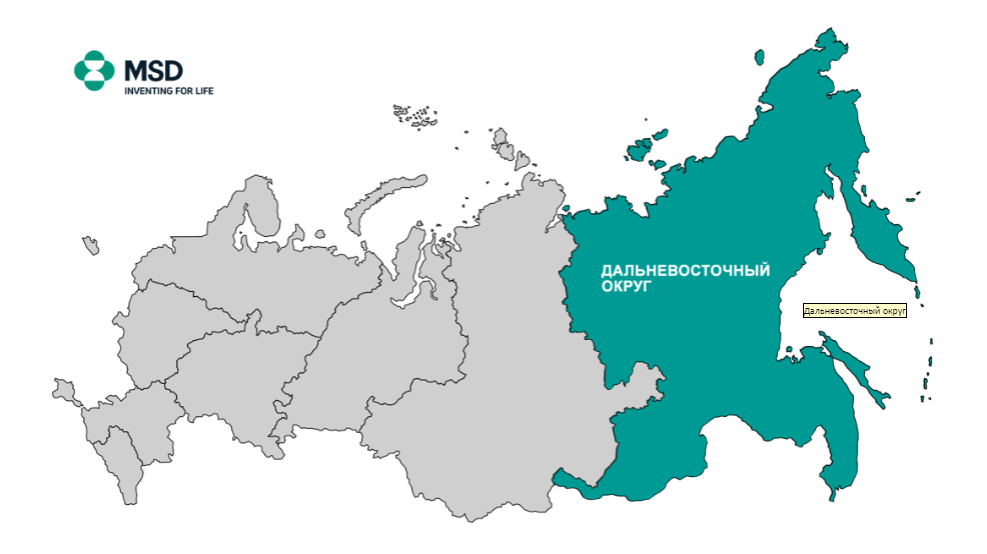 MSD
INVENTING FOR LIFE
ДАЛЬНЕВОСТОЧНЫЙ
ОКРУГ
Дальневосточный округ